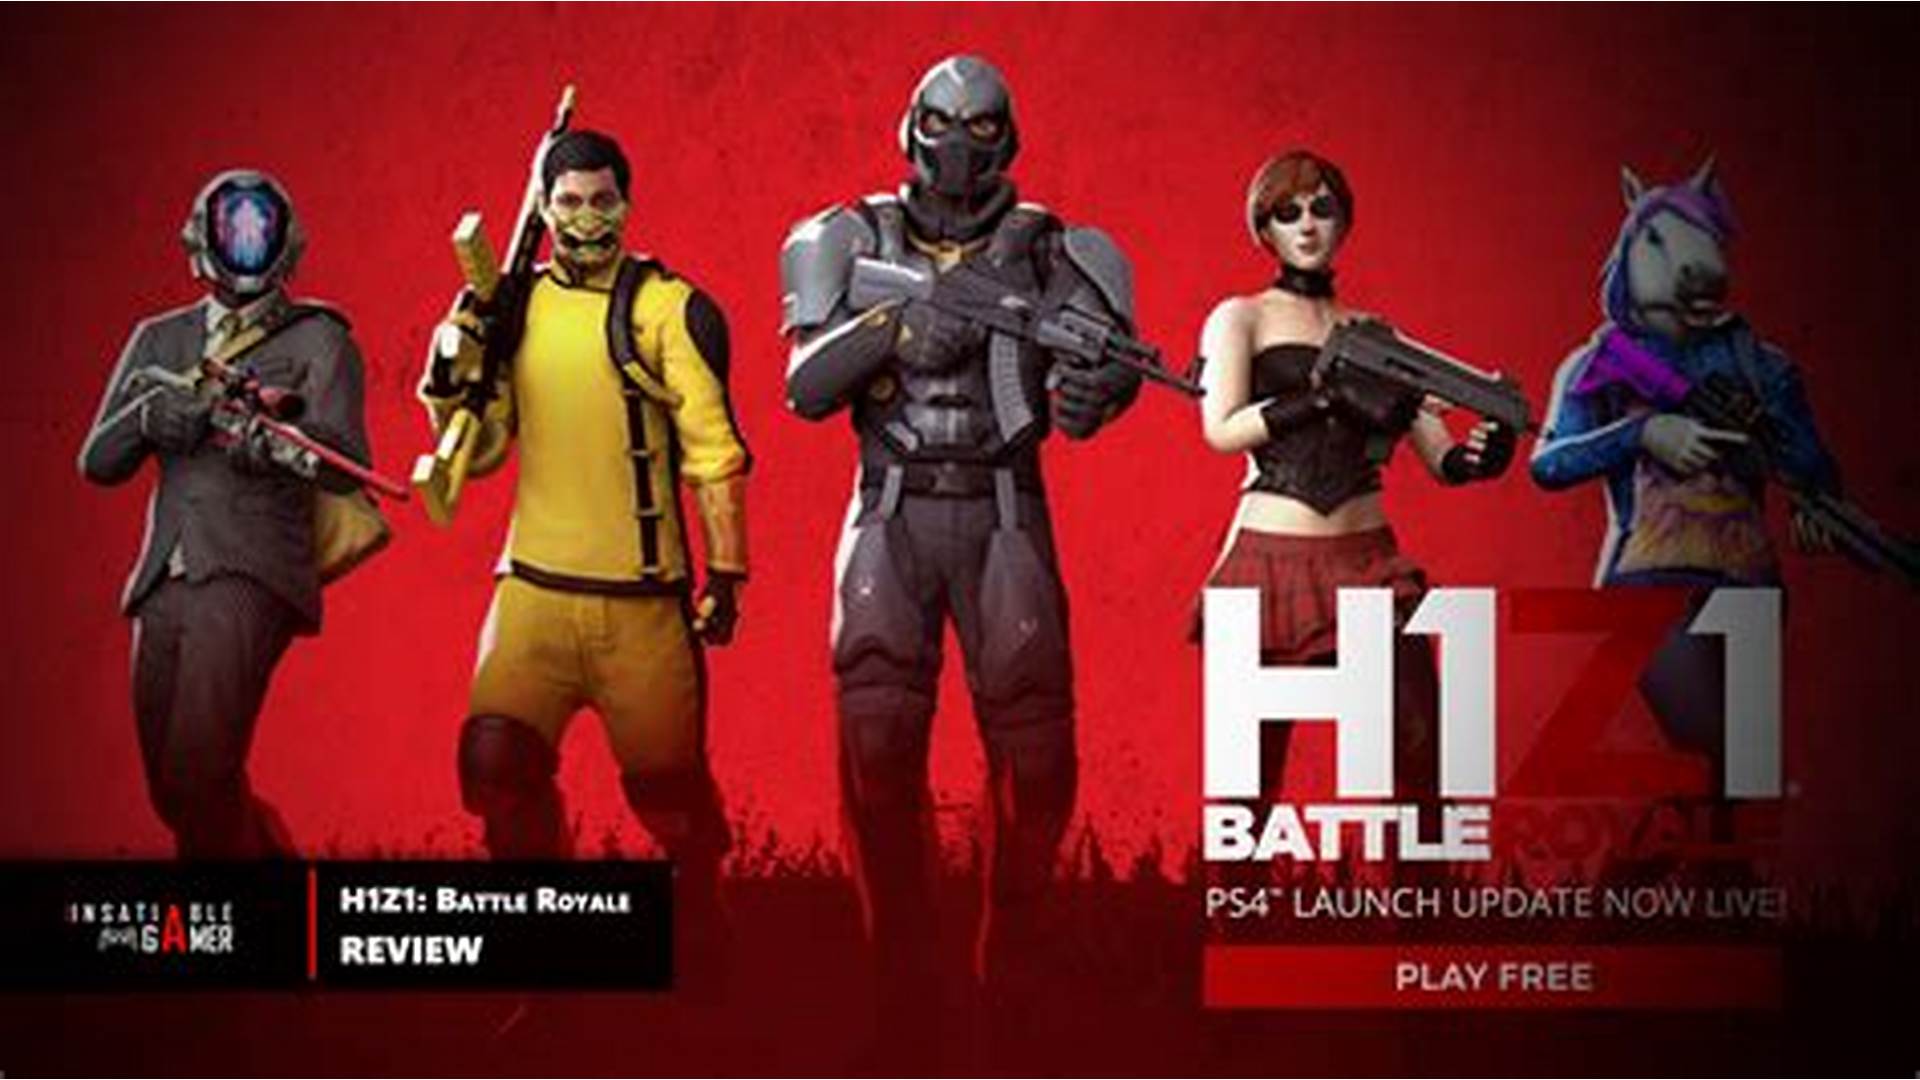 INSATIABLE
GAMER
H1Z1: BATTLE ROYALE
REVIEW
H1Z1
BATTLE ROYALE
PS4™ LAUNCH UPDATE NOW LIVE!
PLAY FREE